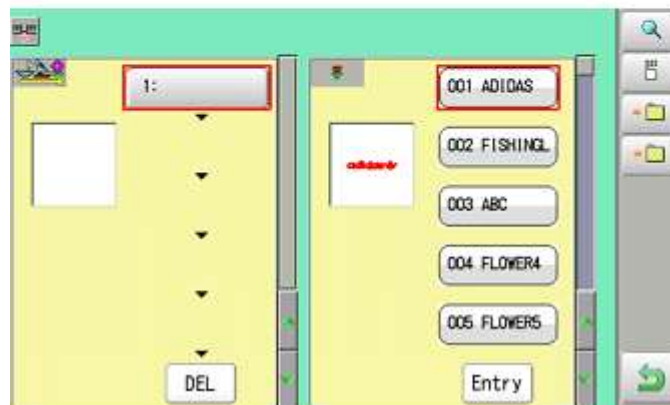 1:
DEL
001 ADIDAS
002 FISHINGL
003 ABC
004 FLOWER4
005 FLOWER5
Entry